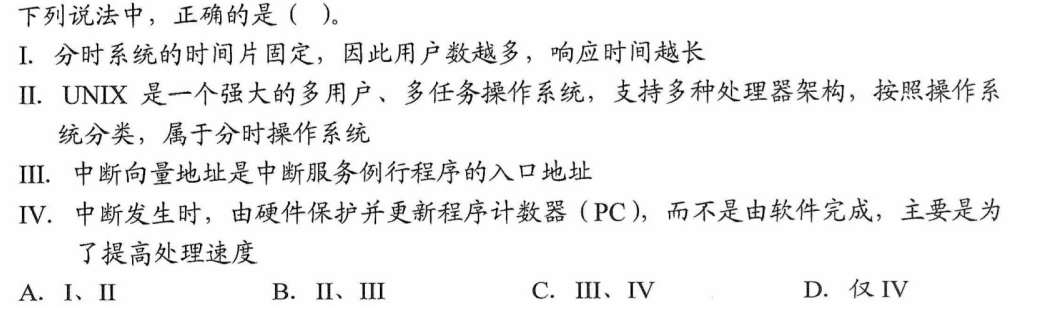 下列说法中，正确的是（ ）。
I. 分时系统的时间片固定，因此用户数越多，响应时间越长
II. UNIX 是一个强大的多用户、多任务操作系统，支持多种处理器架构，按照操作系
统分类，属于分时操作系统
III. 中断向量地址是中断服务例行程序的入口地址
IV. 中断发生时，由硬件保护并更新程序计数器（PC），而不是由软件完成，主要是为
了提高处理速度
A. I、II B. II、III C. III、IV D. 仅 IV